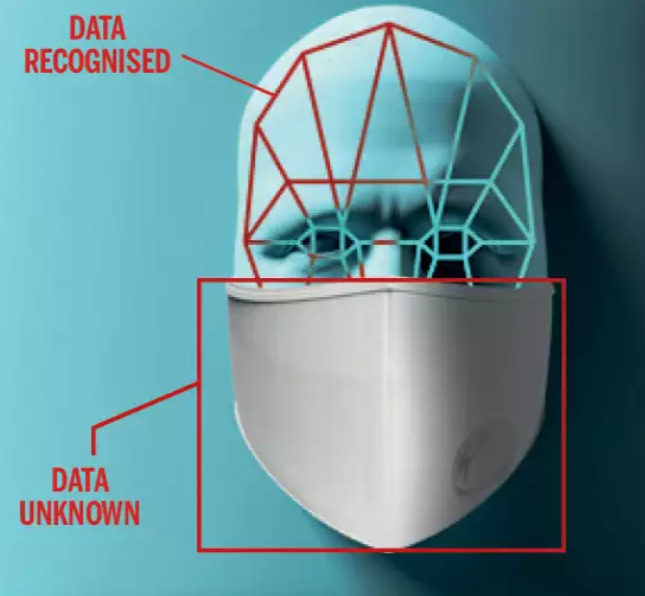 DATA
RECOGNISED
DATA
UNKNOWN